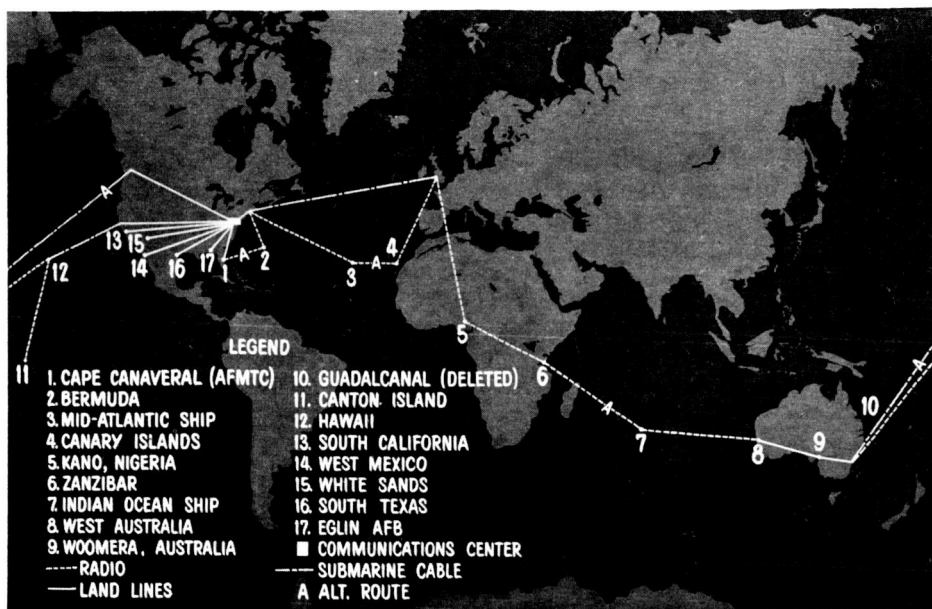 A
13
15
14
16
17
1
A
2
3
A
4
12
11
5
6
A
7
8
9
10
A
LEGEND
1. CAPE CANAVERAL (AFMTC)
2. BERMUDA
3. MID-ATLANTIC SHIP
4. CANARY ISLANDS
5. KANO, NIGERIA
6. ZANZIBAR
7. INDIAN OCEAN SHIP
8. WEST AUSTRALIA
9. WOOMERA, AUSTRALIA
RADIO
LAND LINES
10. GUADALCANAL (DELETED)
11. CANTON ISLAND
12. HAWAII
13. SOUTH CALIFORNIA
14. WEST MEXICO
15. WHITE SANDS
16. SOUTH TEXAS
17. EGLIN AFB
COMMUNICATIONS CENTER
SUBMARINE CABLE
A ALT. ROUTE